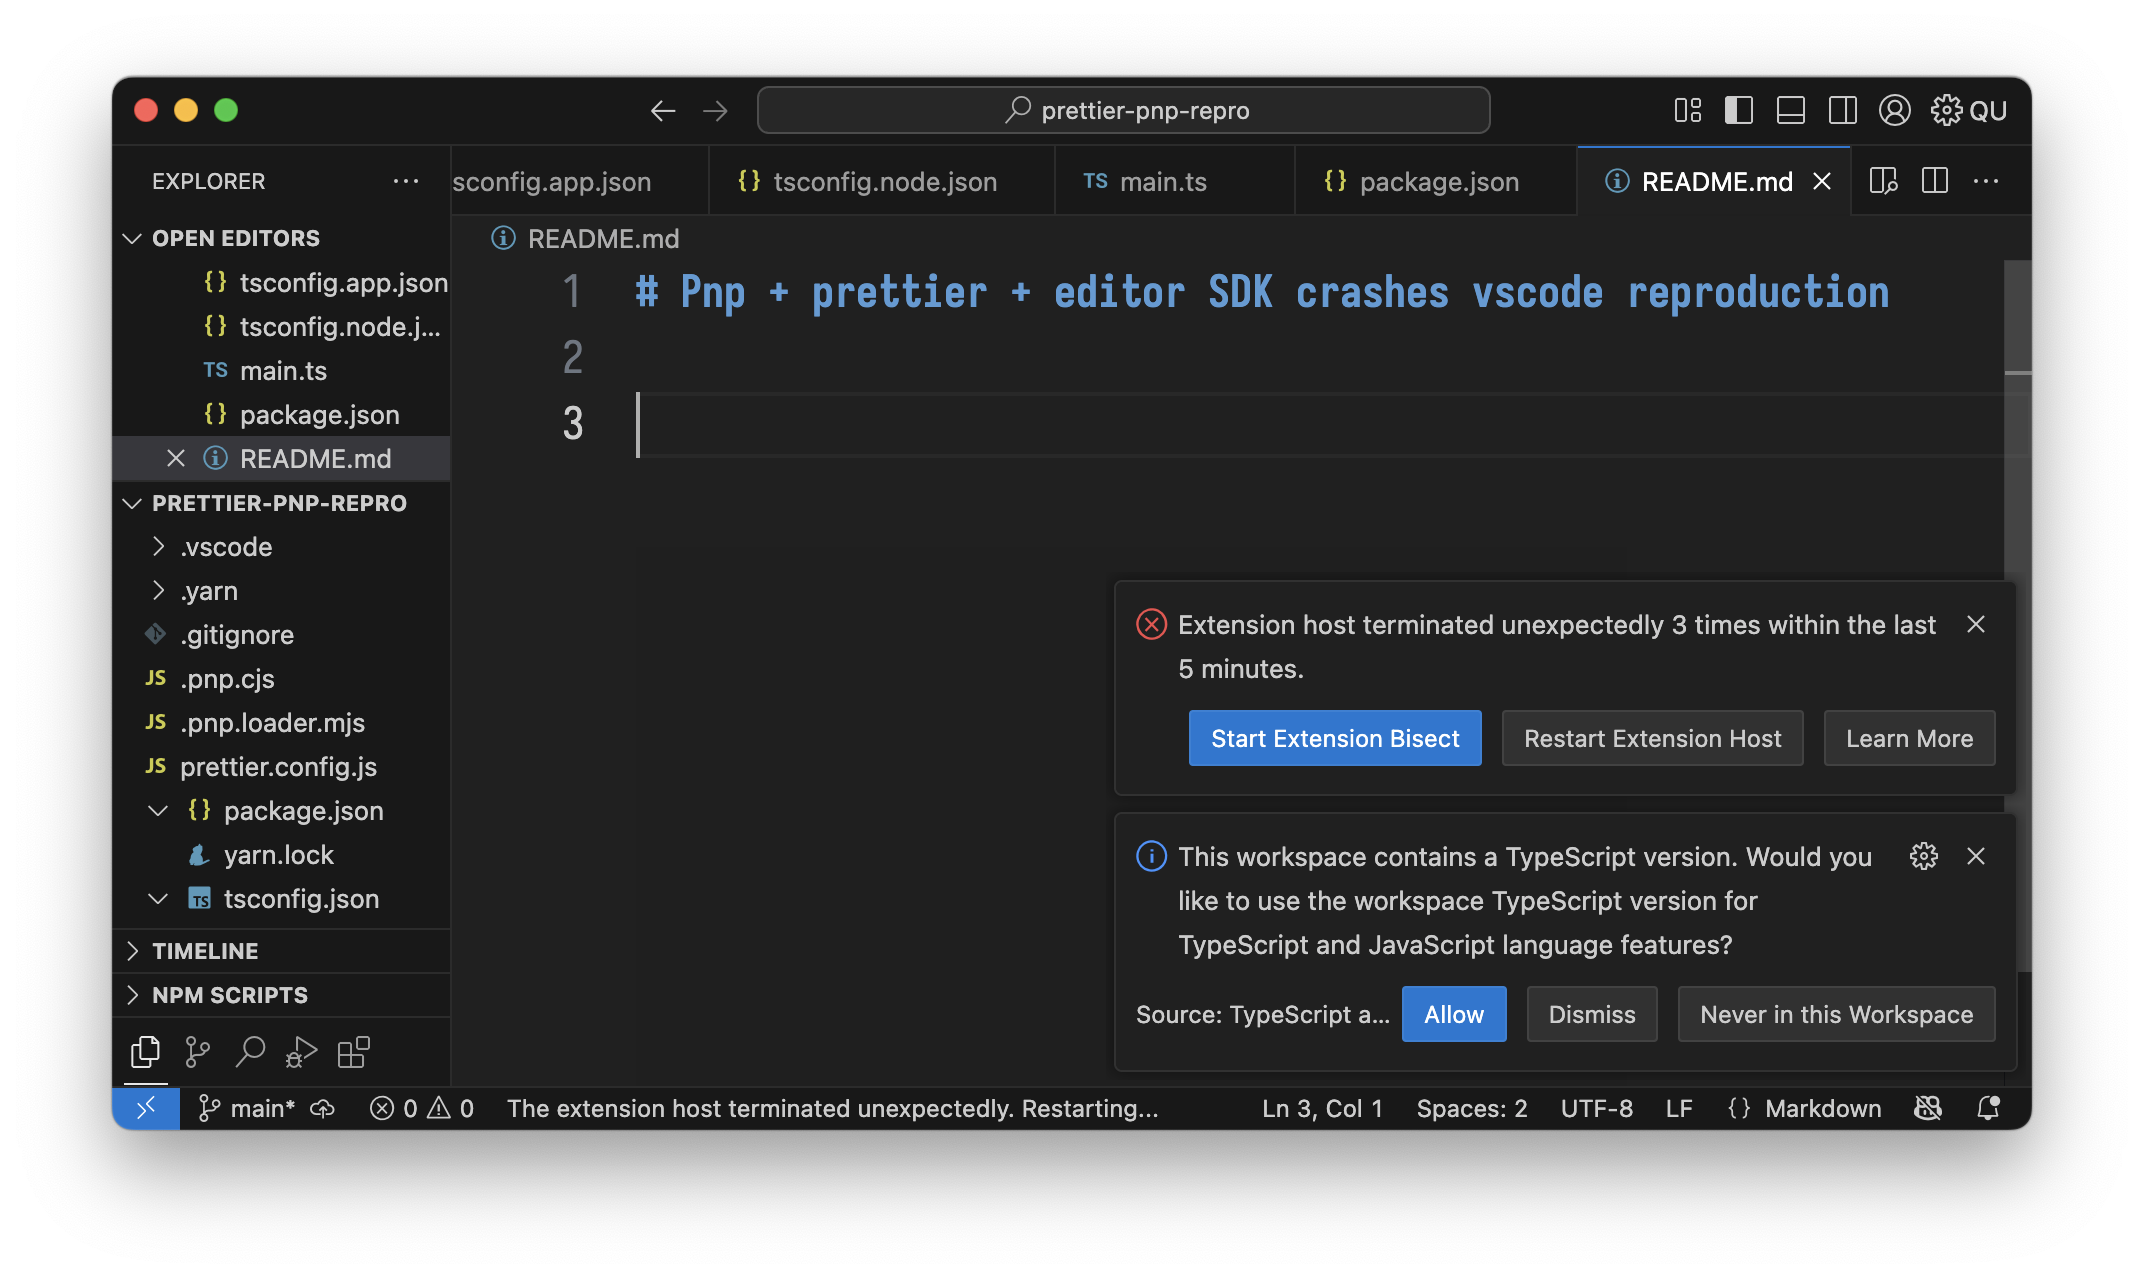 prettier-pnp-repro
QU
EXPLORER
sconfig.app.json
{} tsconfig.node.json
TS main.ts
{} package.json
README.md
OPEN EDITORS
{} tsconfig.app.json
{} tsconfig.node.j...
TS main.ts
{} package.json
README.md
PRETTIER-PNP-REPRO
.vscode
.yarn
.gitignore
JS .pnp.cjs
JS .pnp.loader.mjs
JS prettier.config.js
{} package.json
yarn.lock
TS tsconfig.json
TIMELINE
NPM SCRIPTS
README.md
1 # Pnp + prettier + editor SDK crashes vscode reproduction
2
3
Extension host terminated unexpectedly 3 times within the last
5 minutes.
Start Extension Bisect
Restart Extension Host
Learn More
This workspace contains a TypeScript version. Would you
like to use the workspace TypeScript version for
TypeScript and JavaScript language features?
Source: TypeScript a...
Allow
Dismiss
Never in this Workspace
main* 0 0 The extension host terminated unexpectedly. Restarting... Ln 3, Col 1 Spaces: 2 UTF-8 LF {} Markdown